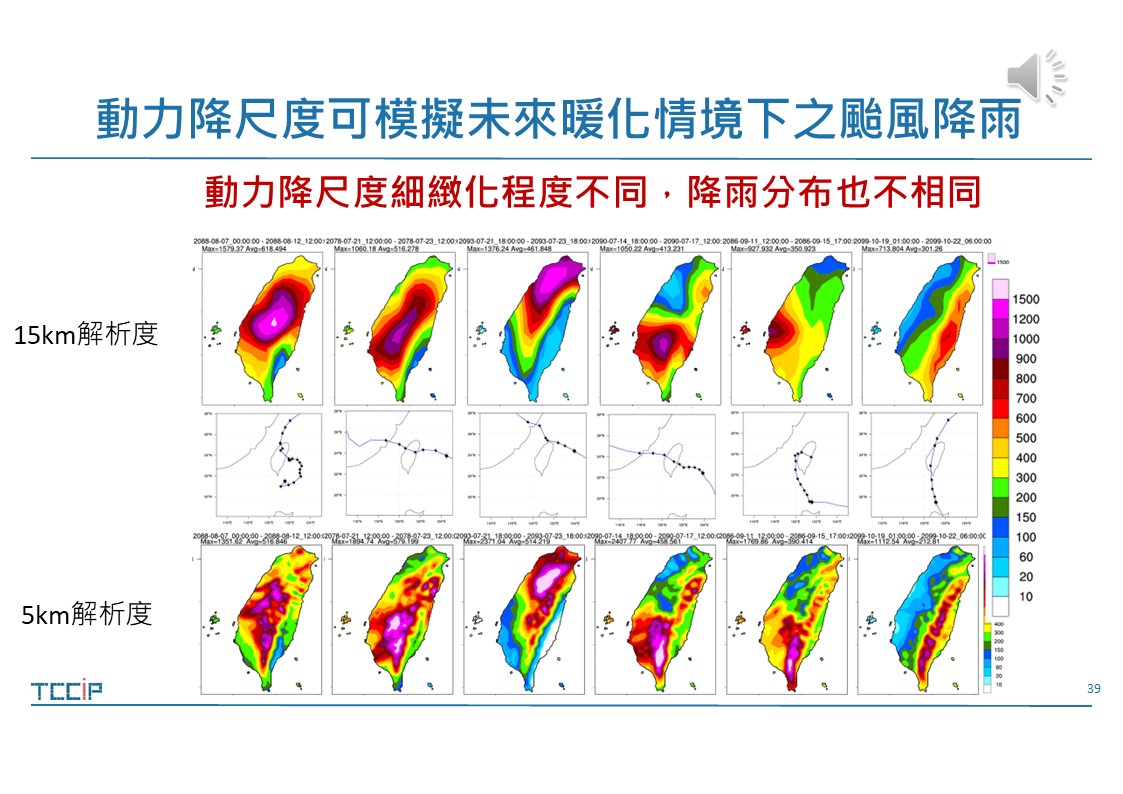 動力降尺度可模擬未來暖化情境下之颱風降雨
動力降尺度細緻化程度不同，降雨分布也不相同
2088-08-07_00:00:00 - 2088-08-12_12:00:
Max=1579.37 Avg=618.494
2078-07-21_12:00:00 - 2078-07-23_12:00:
Max=1060.18 Avg=516.278
2093-07-21_18:00:00 - 2093-07-23_18:00:
Max=1376.24 Avg=461.848
2090-07-14_18:00:00 - 2090-07-17_12:00:
Max=1050.22 Avg=413.231
2086-09-11_12:00:00 - 2086-09-15_17:00:
Max=927.932 Avg=350.923
2099-10-19_01:00:00 - 2099-10-22_06:00:00
Max=713.804 Avg=301.26
15km解析度
1500
1500
1200
1000
900
800
700
600
500
400
300
200
150
100
60
20
10
2088-08-07_00:00:00 - 2088-08-12_12:00:
Max=1351.62 Avg=516.846
2078-07-21_12:00:00 - 2078-07-23_12:00:
Max=1894.74 Avg=579.199
2093-07-21_18:00:00 - 2093-07-23_18:00:
Max=2371.04 Avg=514.219
2090-07-14_18:00:00 - 2090-07-17_12:00:
Max=2407.77 Avg=458.561
2086-09-11_12:00:00 - 2086-09-15_17:00:
Max=1769.86 Avg=390.414
2099-10-19_01:00:00 - 2099-10-22_06:00:00
Max=1112.54 Avg=212.81
5km解析度
400
300
200
150
100
60
20
10
TCCIP
39